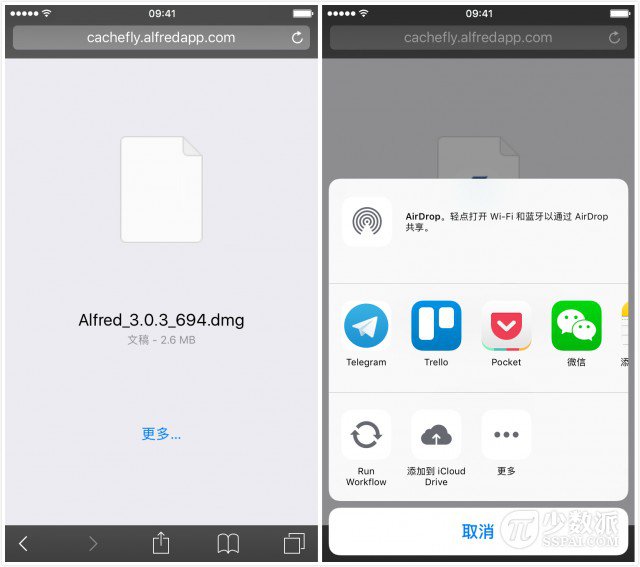 09:41
cachefly.alfredapp.com
Alfred_3.0.3_694.dmg
文稿 - 2.6 MB
更多...
09:41
cachefly.alfredapp.com
AirDrop。轻点打开 Wi-Fi 和蓝牙以通过 AirDrop
共享。
Telegram
Trello
Pocket
微信
Run
Workflow
添加到 iCloud
Drive
更多
取消
少数派
SSPAI.COM